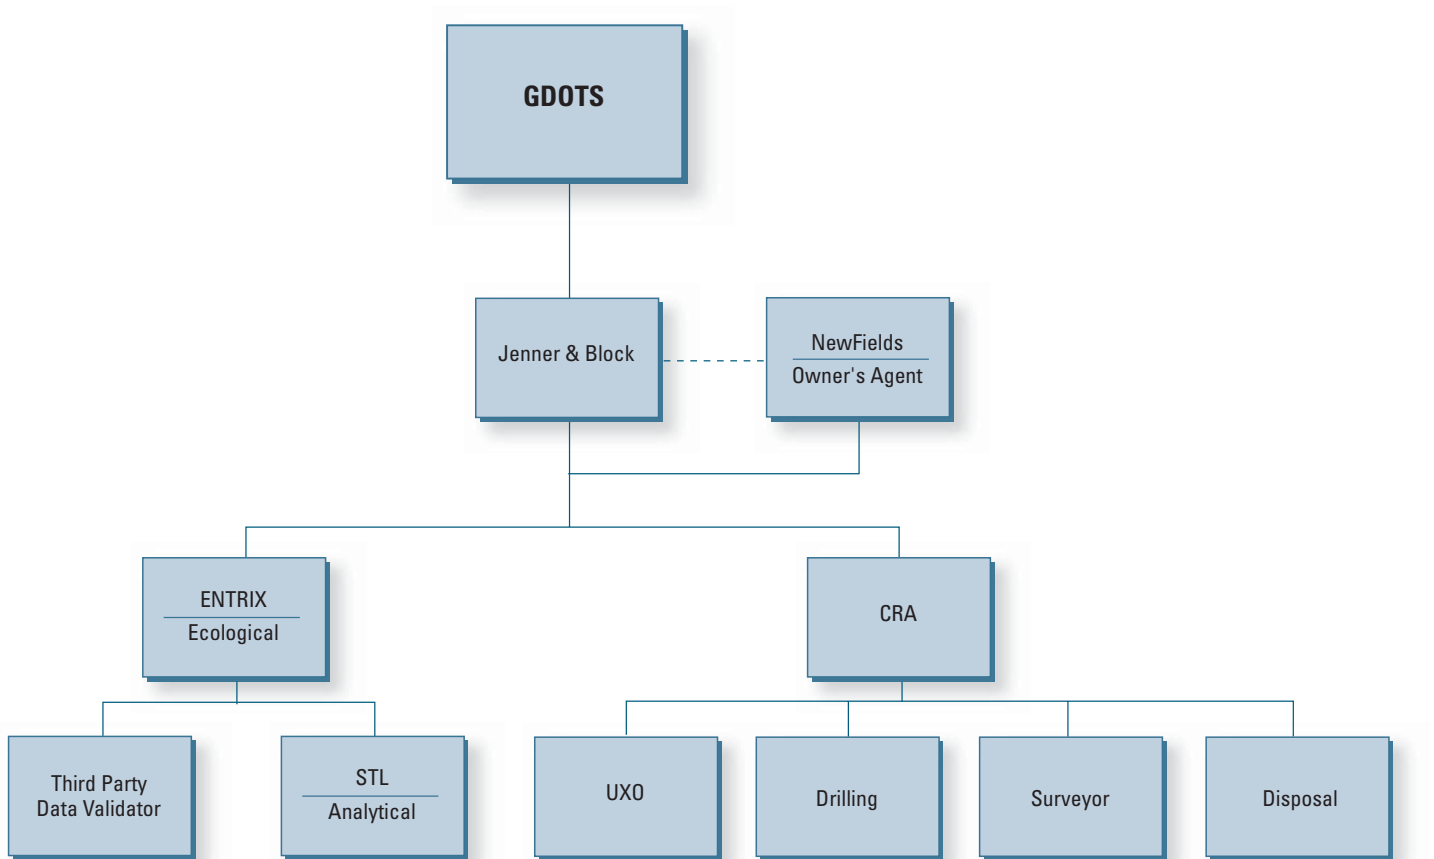 GDOTS
Jenner & Block
NewFields
Owner's Agent
ENTRIX
Ecological
CRA
Third Party
Data Validator
STL
Analytical
UXO
Drilling
Surveyor
Disposal